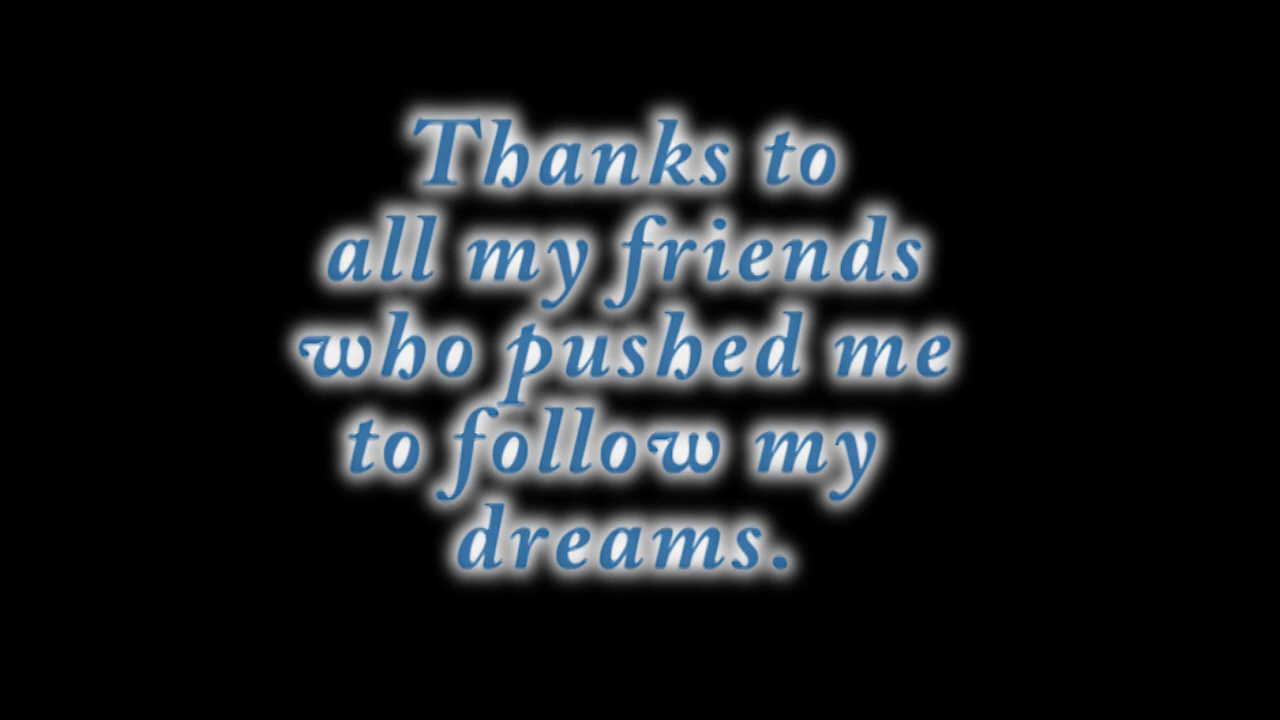 Thanks to
all my friends
who pushed me
to follow my
dreams.